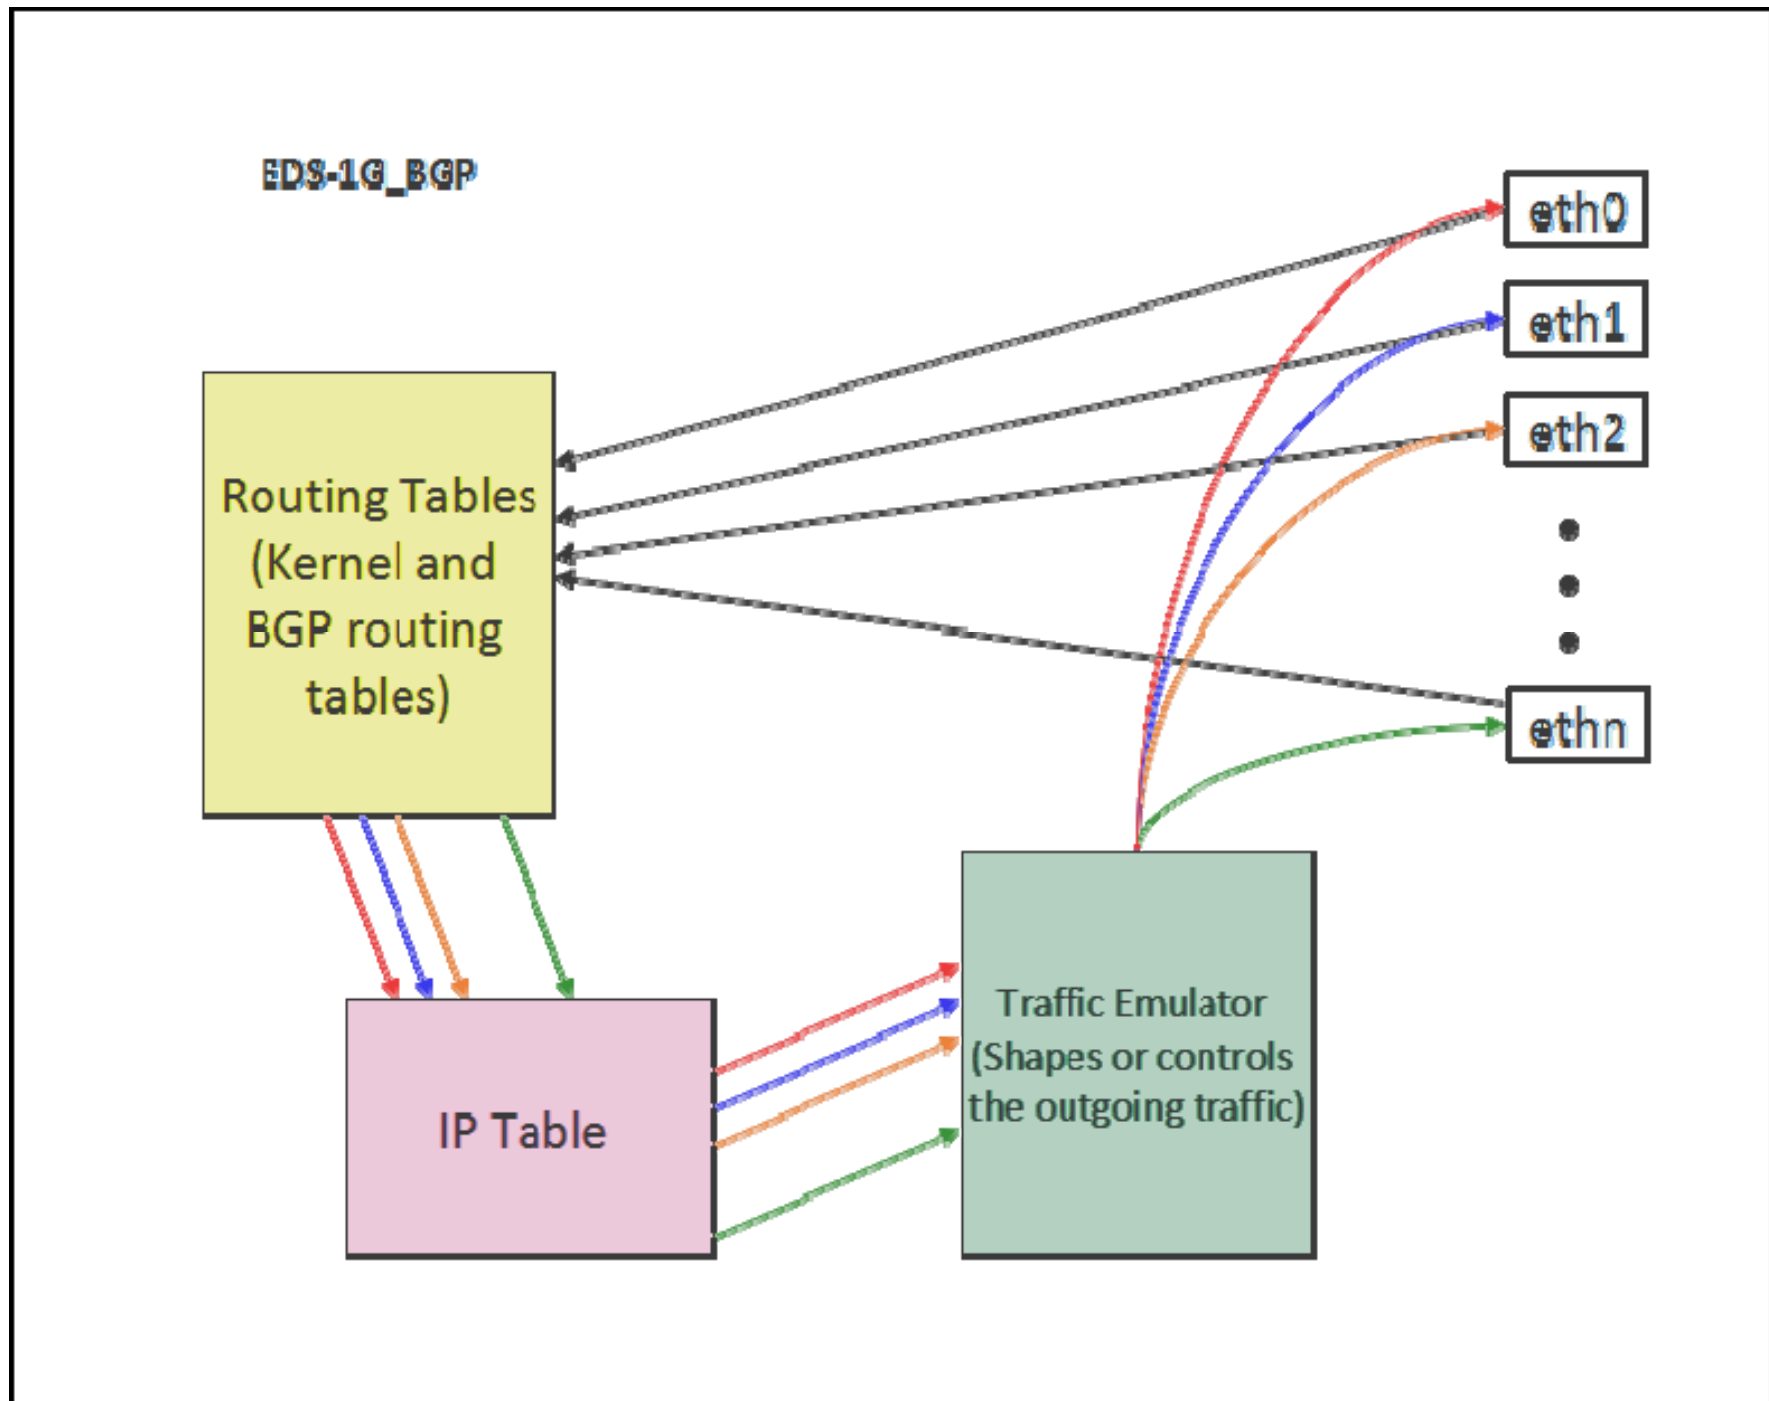 EDS-1G_BGP
eth0
eth1
eth2
ethn
Routing Tables
(Kernel and
BGP routing
tables)
IP Table
Traffic Emulator
(Shapes or controls
the outgoing traffic)